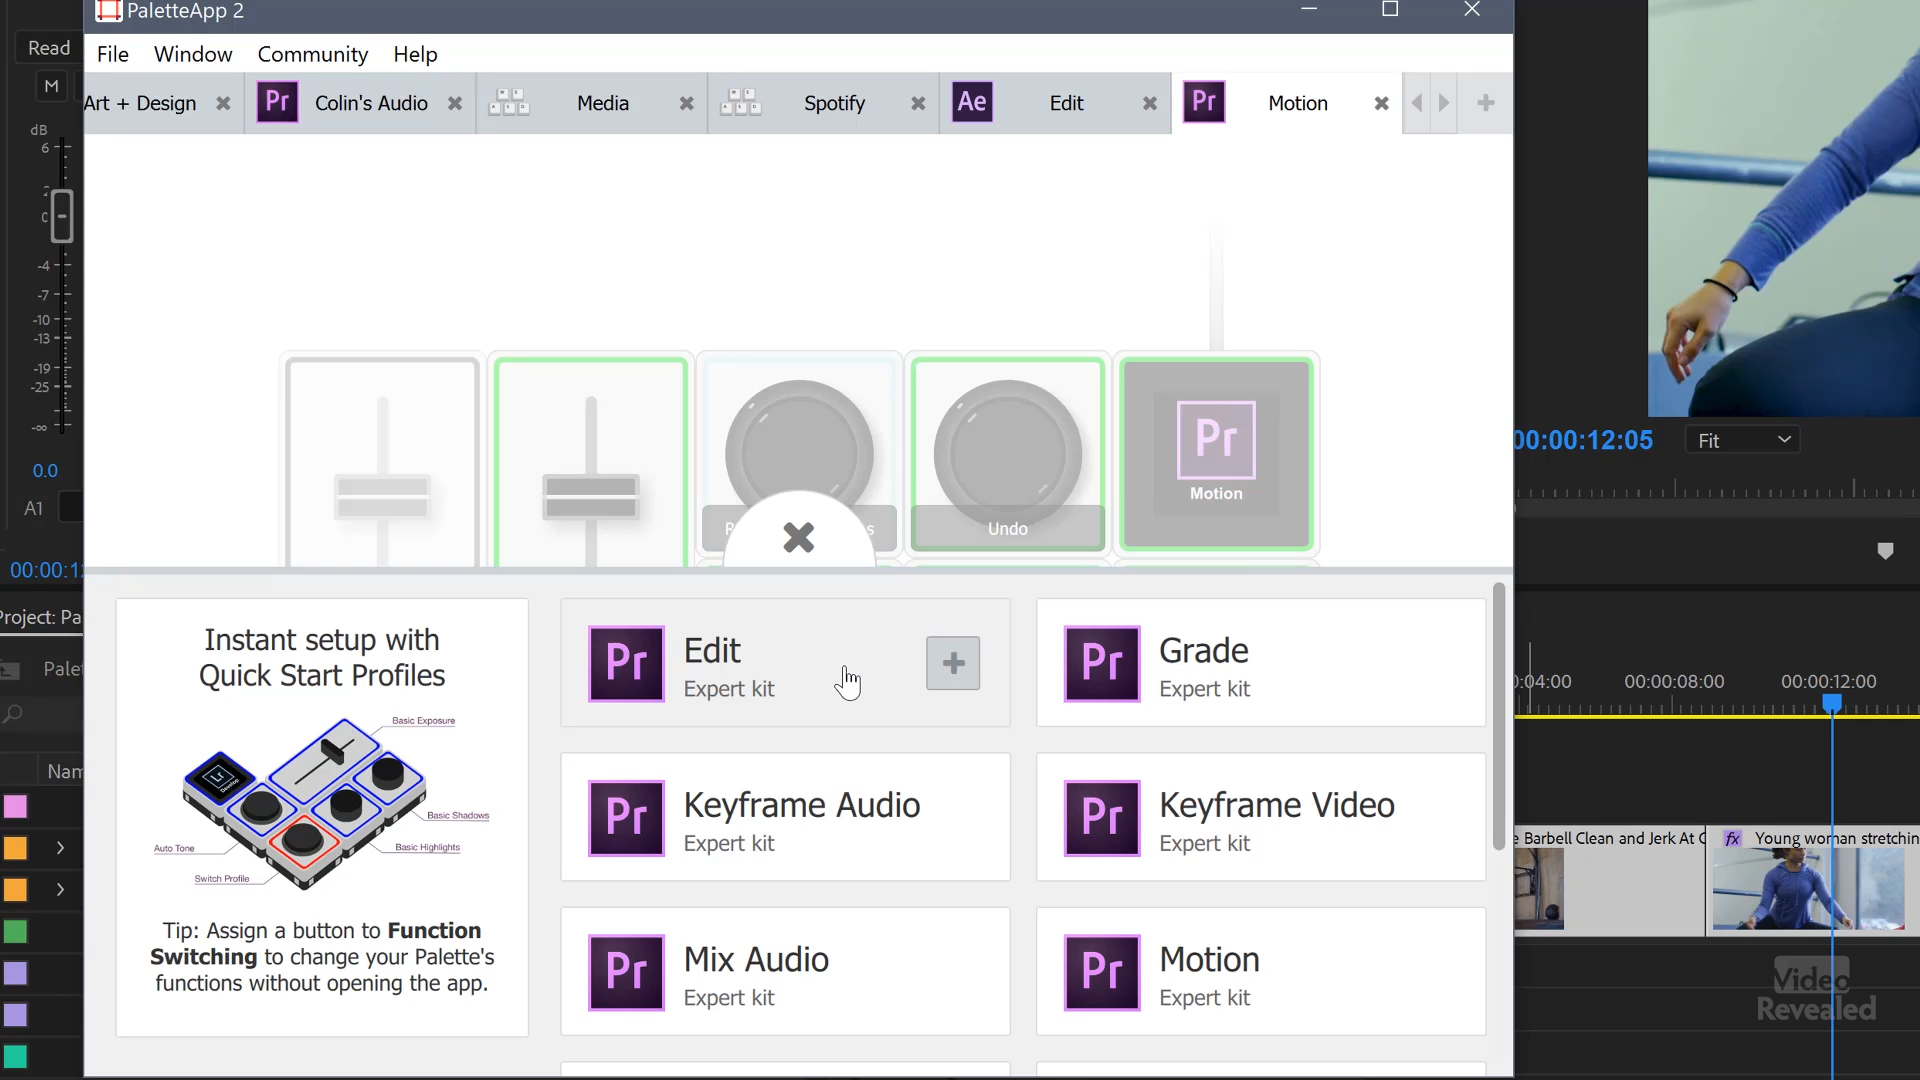 PaletteApp 2
File Window Community Help
Art + Design Pr Colin's Audio Media Spotify Ae Edit Pr Motion
Read
M
dB
6
0
-4
-7
-10
-13
-19
-25
-∞
0.0
A1
00:00:1
Undo
Pr
Motion
00:00:12:05
Fit
Instant setup with
Quick Start Profiles
Basic Exposure
Lr
Develop
Basic Shadows
Auto Tone
Basic Highlights
Switch Profile
Tip: Assign a button to Function
Switching to change your Palette's
functions without opening the app.
Pr Edit
Expert kit
Pr Grade
Expert kit
Pr Keyframe Audio
Expert kit
Pr Keyframe Video
Expert kit
Pr Mix Audio
Expert kit
Pr Motion
Expert kit
Project: Pa
Palet
Nam
:04:00 00:00:08:00 00:00:12:00
e Barbell Clean and Jerk At fx Young woman stretchin
Video
Revealed